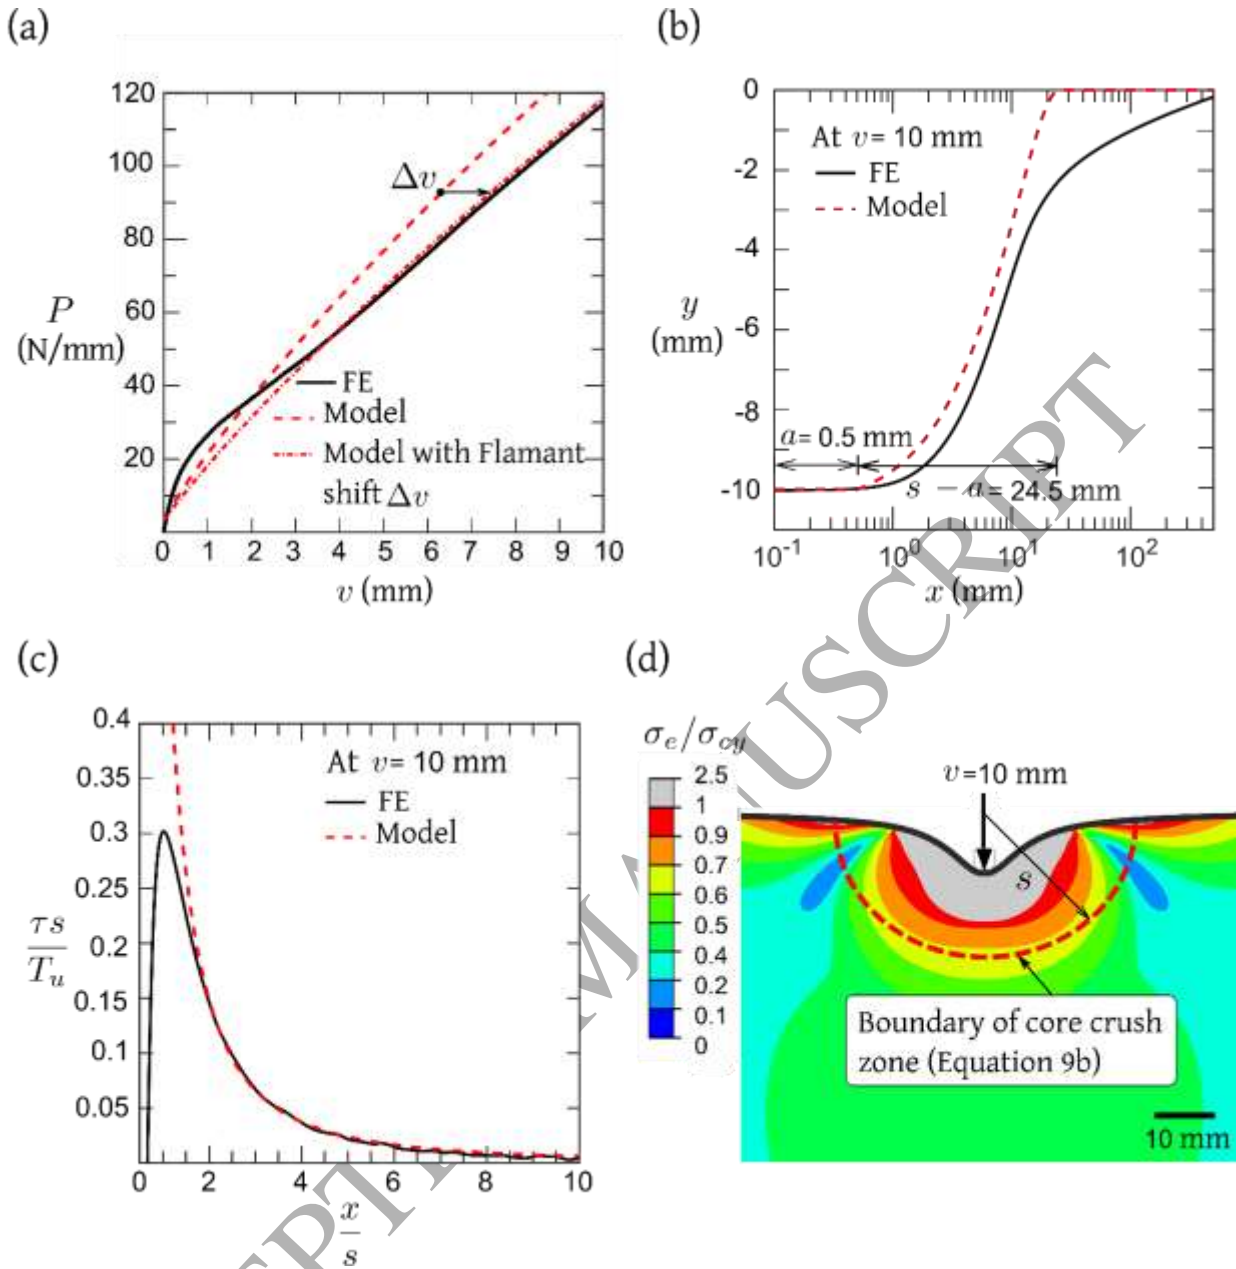 (a)
120
100
80
60
40
20
0 1 2 3 4 5 6 7 8 9 10
P
(N/mm)
v (mm)
Δv
FE
Model
Model with Flamant
shift Δv
(b)
0
-2
-4
-6
-8
-10
10^-1 10^0 10^1 10^2
y
(mm)
x (mm)
At v= 10 mm
FE
Model
a= 0.5 mm
s − a= 24.5 mm
(c)
0.4
0.35
0.3
0.25
0.2
0.15
0.1
0.05
0 2 4 6 8 10
τs
T_u
x
s
At v= 10 mm
FE
Model
(d)
σ_e/σ_cy
2.5
1
0.9
0.7
0.6
0.5
0.4
0.2
0.1
0
v=10 mm
s
Boundary of core crush
zone (Equation 9b)
10 mm